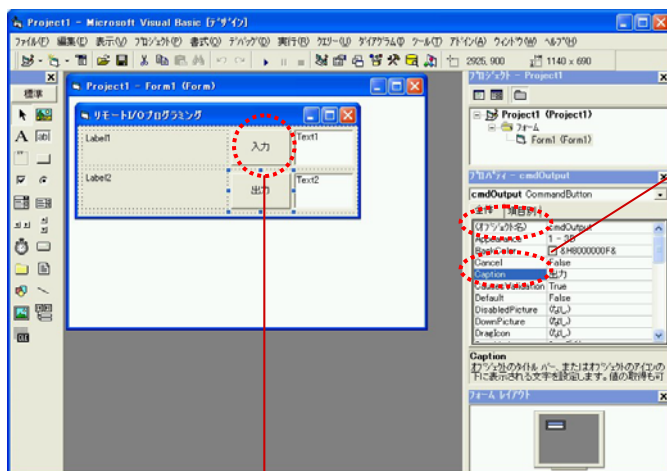 Project1 - Microsoft Visual Basic [ﾃﾞｻﾞｲﾝ]
ﾌｧｲﾙ(F) 編集(E) 表示(V) ﾌﾟﾛｼﾞｪｸﾄ(P) 書式(O) ﾃﾞﾊﾞｯｸﾞ(D) 実行(R) ｸｴﾘｰ(U) ﾀﾞｲｱｸﾞﾗﾑ(I) ﾂｰﾙ(T) ｱﾄﾞｲﾝ(A) ｳｨﾝﾄﾞｳ(W) ﾍﾙﾌﾟ(H)
2925, 900 1140 x 690
標準
Project1 - Form1 (Form)
リモートI/Oプログラミング
Label1 入力 Text1
Label2 出力 Text2
ﾌﾟﾛｼﾞｪｸﾄ - Project1
Project1 (Project1)
ﾌｫｰﾑ
Form1 (Form1)
ﾌﾟﾛﾊﾟﾃｨ - cmdOutput
cmdOutput CommandButton
全体 項目別
(ｵﾌﾞｼﾞｪｸﾄ名) cmdOutput
Appearance 1 - 3D
BackColor &H8000000F&
Cancel False
Caption 出力
CausesValidation True
Default False
DisabledPicture (なし)
DownPicture (なし)
DragIcon (なし)
Caption
ｵﾌﾞｼﾞｪｸﾄのﾀｲﾄﾙ ﾊﾞｰ、またはｵﾌﾞｼﾞｪｸﾄのｱｲｺﾝの
下に表示される文字を設定します。値の取得も可
ﾌｫｰﾑ ﾚｲｱｳﾄ